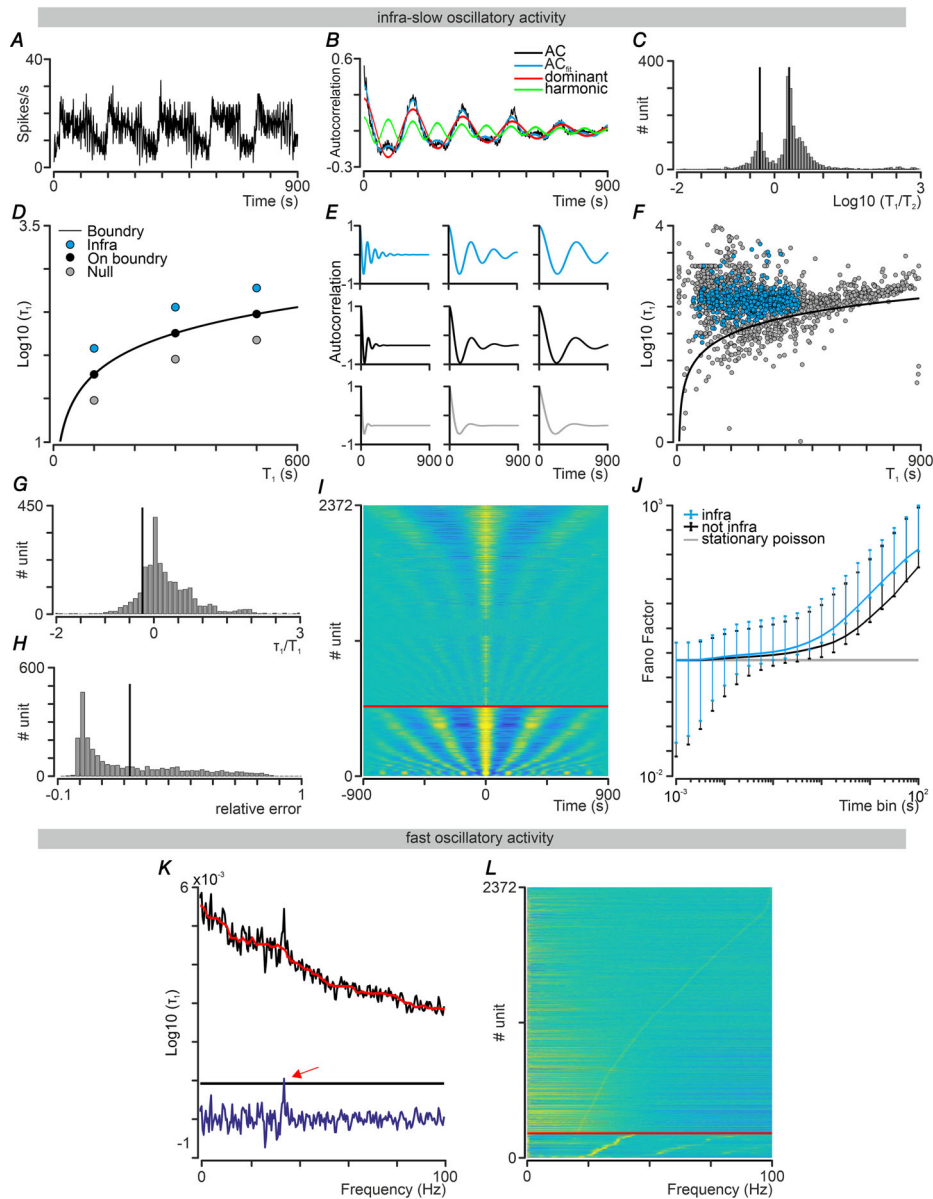 infra-slow oscillatory activity
A
40
Spikes/s
0
0
900
Time (s)
B
0.6
Autocorrelation
-0.3
AC
ACfit
dominant
harmonic
0
900
Time (s)
C
400
# unit
0
-2
3
Log10 (T1/T2)
D
3.5
Boundry
Infra
On boundry
Null
Log10 (τ1)
1
0
600
T1 (s)
E
1
-1
1
Autocorrelation
-1
1
-1
0
900
0
900
0
900
Time (s)
F
4
Log10 (τ1)
0
0
900
T1 (s)
G
450
# unit
0
-2
0
3
τ1/T1
H
600
# unit
0
-0.1
1
relative error
I
2372
# unit
0
-900
0
900
Time (s)
J
103
infra
not infra
stationary poisson
Fano Factor
10-2
10-3
102
Time bin (s)
fast oscillatory activity
K
6
x10-3
Log10 (τ1)
-1
0
100
Frequency (Hz)
L
2372
# unit
0
0
100
Frequency (Hz)